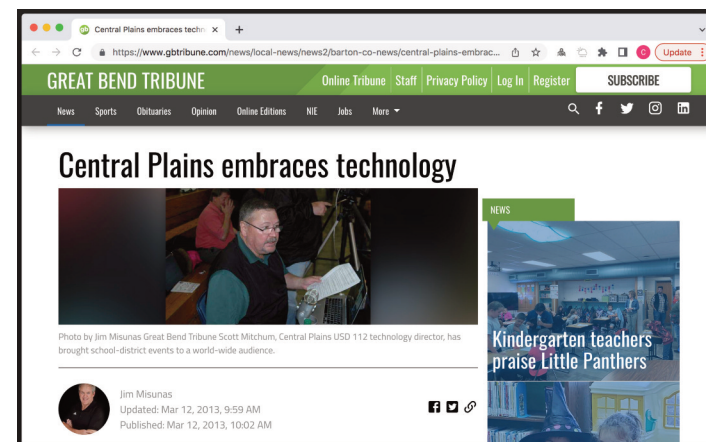 Central Plains embraces techn
https://www.gbtribune.com/news/local-news/news2/barton-co-news/central-plains-embrac...
C
Update
GREAT BEND TRIBUNE
Online Tribune Staff Privacy Policy Log In Register SUBSCRIBE
News Sports Obituaries Opinion Online Editions NIE Jobs More
Central Plains embraces technology
Photo by Jim Misunas Great Bend Tribune Scott Mitchum, Central Plains USD 112 technology director, has
brought school-district events to a world-wide audience.
Jim Misunas
Updated: Mar 12, 2013, 9:59 AM
Published: Mar 12, 2013, 10:02 AM
NEWS
Kindergarten teachers
praise Little Panthers